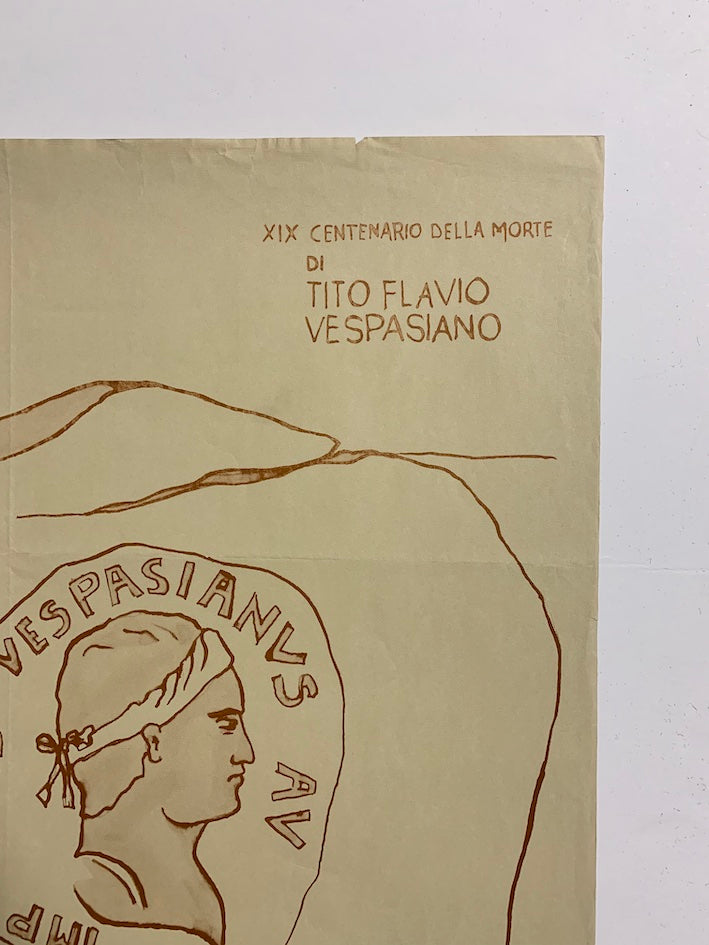 XIX CENTENARIO DELLA MORTE
DI
TITO FLAVIO
VESPASIANO
VESPASIANVS AV
IMP